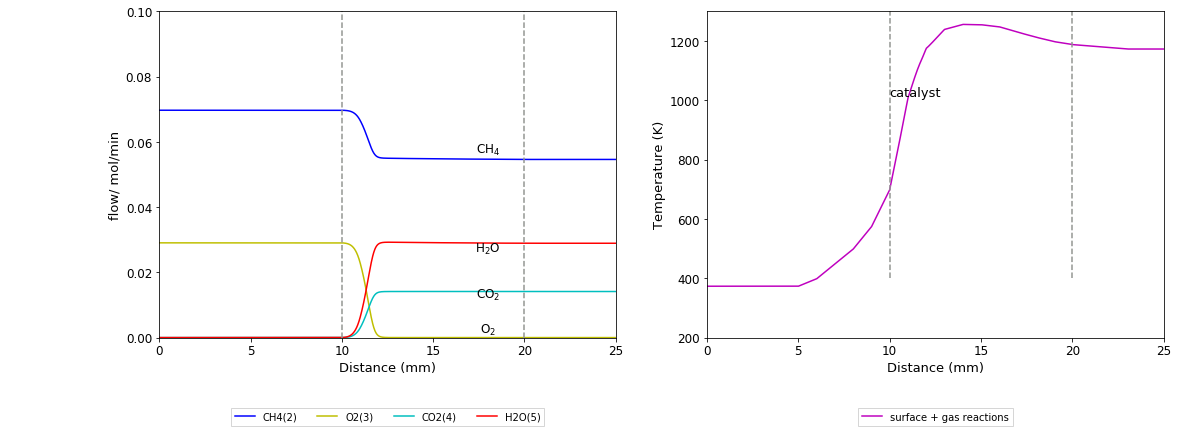 0.10
0.08
0.06
0.04
0.02
0.00
flow/ mol/min
CH4
H2O
CO2
O2
0 5 10 15 20 25
Distance (mm)
CH4(2) O2(3) CO2(4) H2O(5)
1200
1000
800
600
400
200
Temperature (K)
catalyst
0 5 10 15 20 25
Distance (mm)
surface + gas reactions